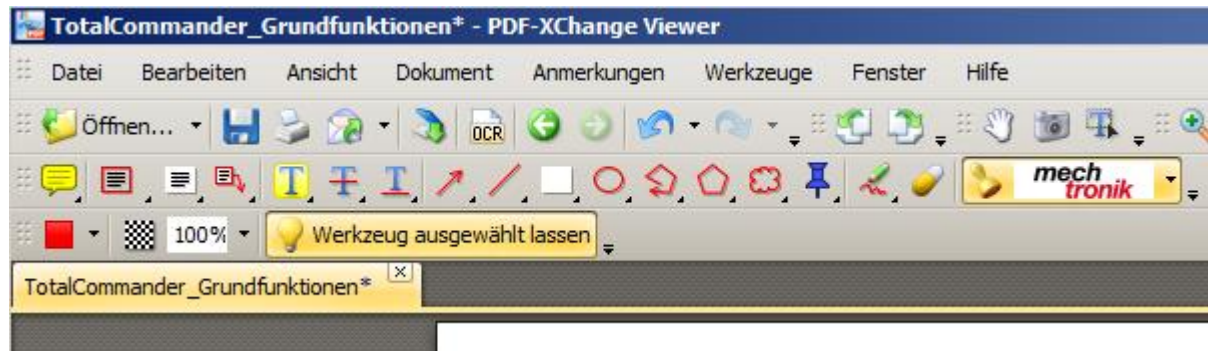 TotalCommander_Grundfunktionen* - PDF-XChange Viewer
Datei Bearbeiten Ansicht Dokument Anmerkungen Werkzeuge Fenster Hilfe
Öffnen... OCR
T T T mech
tronik
100% Werkzeug ausgewählt lassen
TotalCommander_Grundfunktionen*